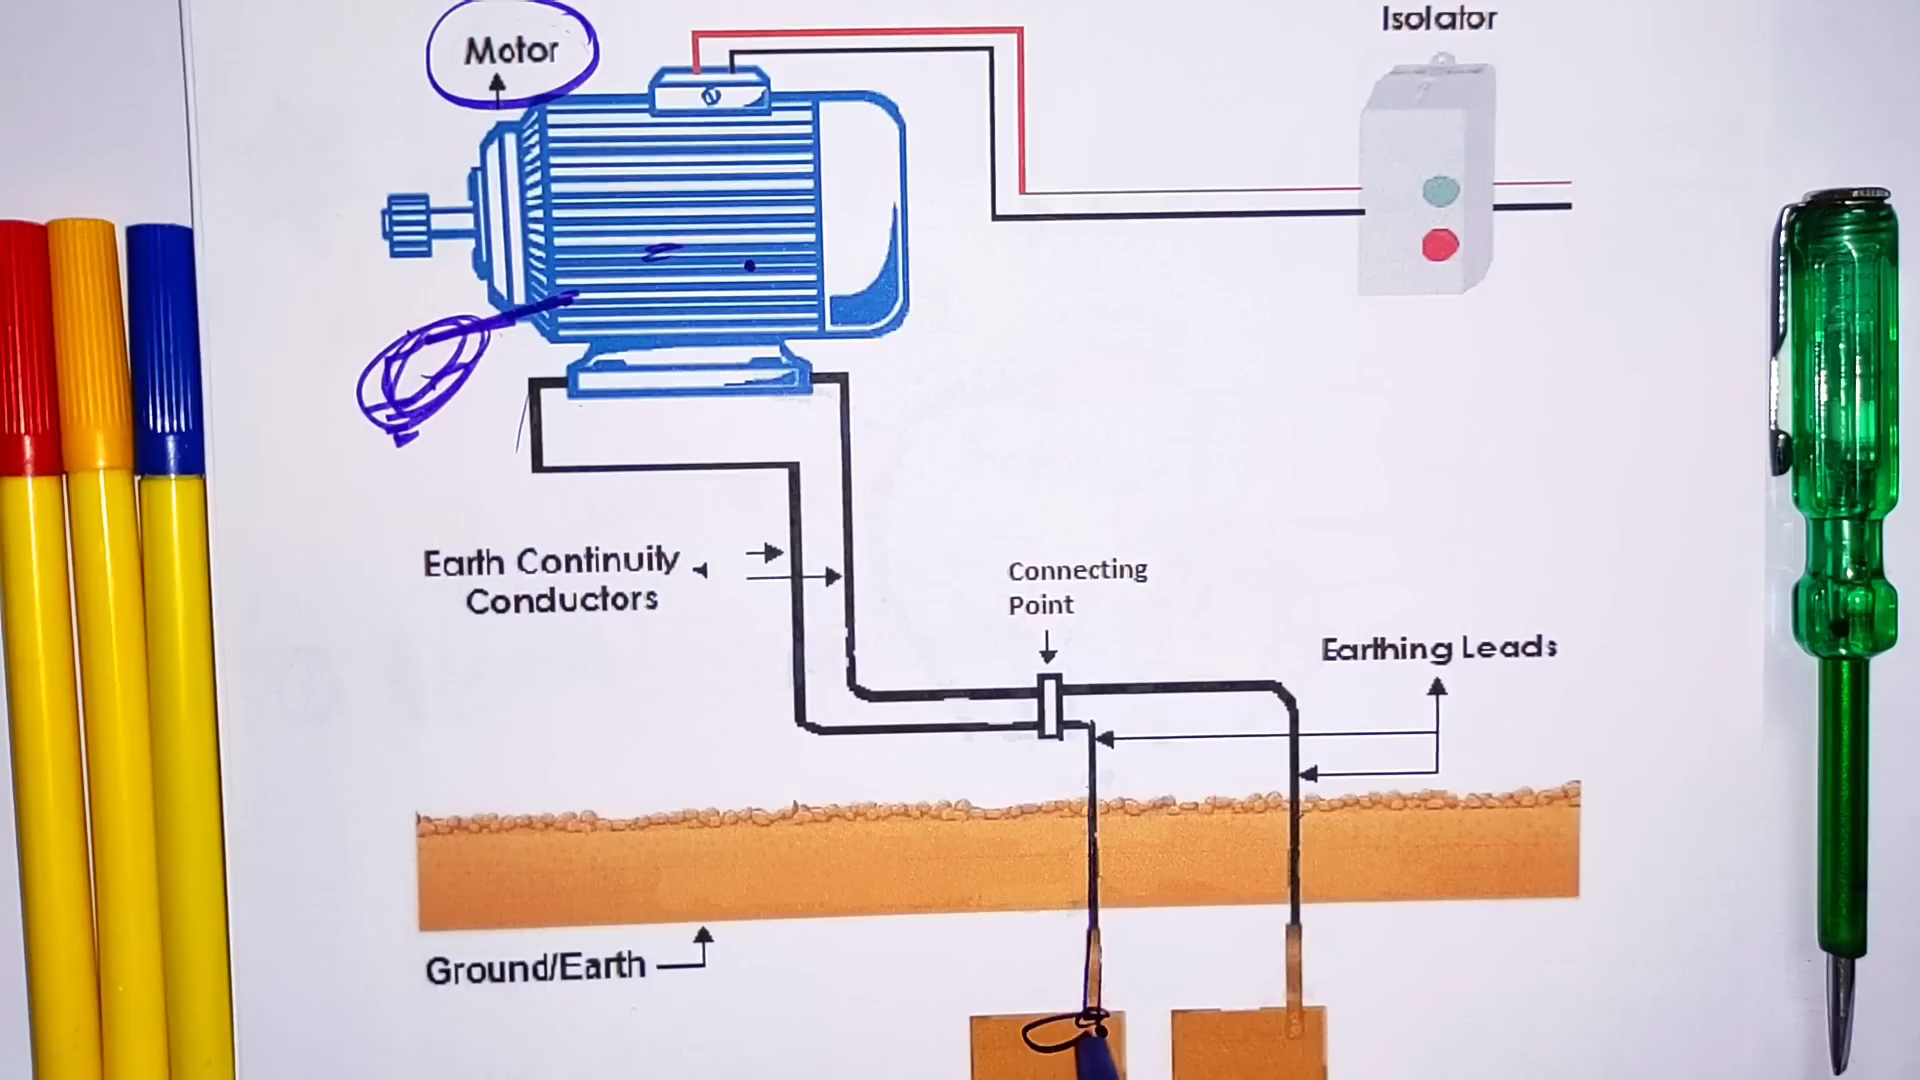 Motor
Isolator
Earth Continuity
Conductors
Connecting
Point
Earthing Leads
Ground/Earth